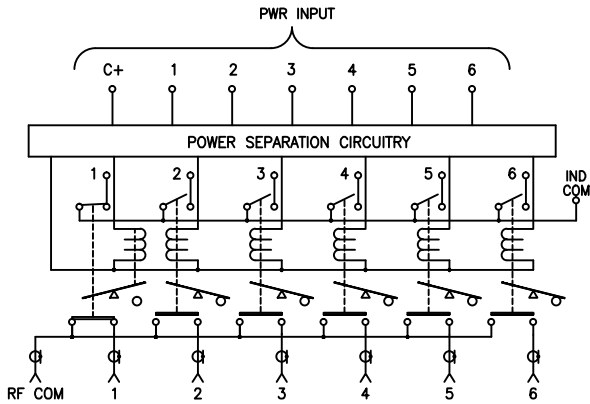 PWR INPUT
C+ 1 2 3 4 5 6
POWER SEPARATION CIRCUITRY
1 2 3 4 5 6
IND
COM
RF COM 1 2 3 4 5 6